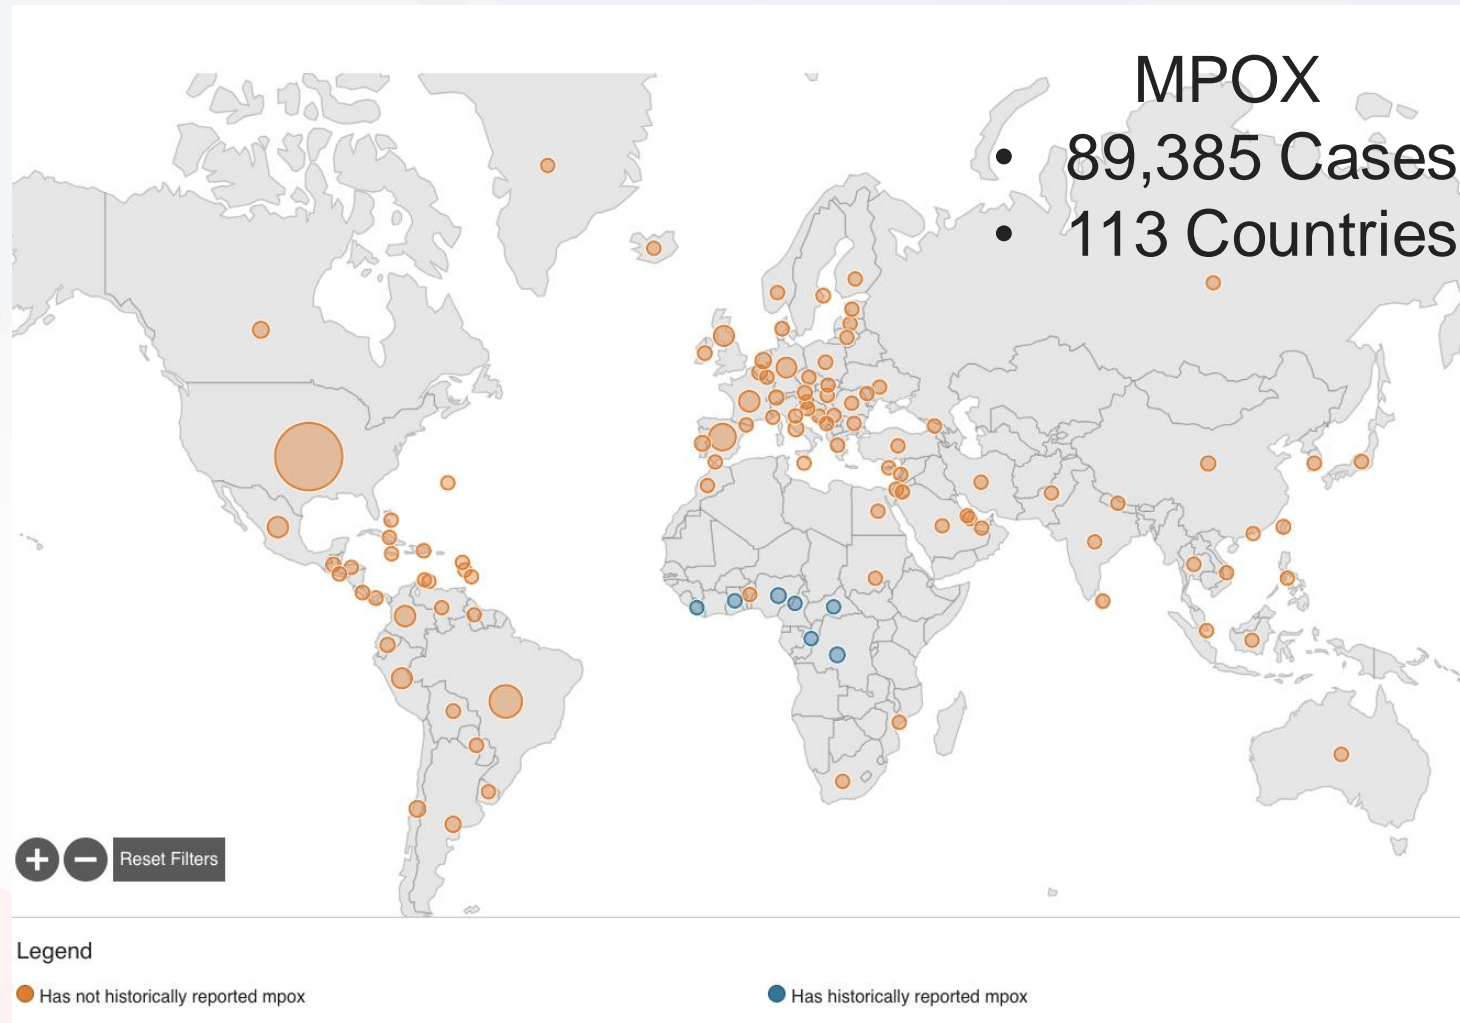 MPOX
• 89,385 Cases
• 113 Countries
Reset Filters
Legend
Has not historically reported mpox
Has historically reported mpox